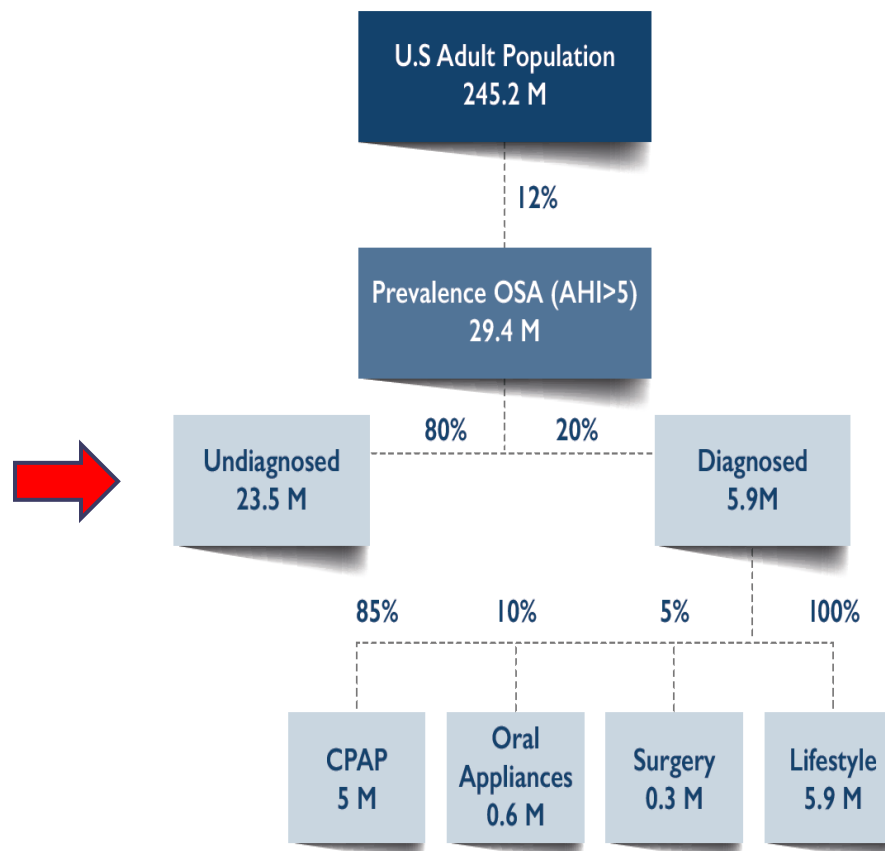 U.S Adult Population
245.2 M
12%
Prevalence OSA (AHI>5)
29.4 M
80%
20%
Undiagnosed
23.5 M
Diagnosed
5.9M
85%
10%
5%
100%
CPAP
5 M
Oral
Appliances
0.6 M
Surgery
0.3 M
Lifestyle
5.9 M